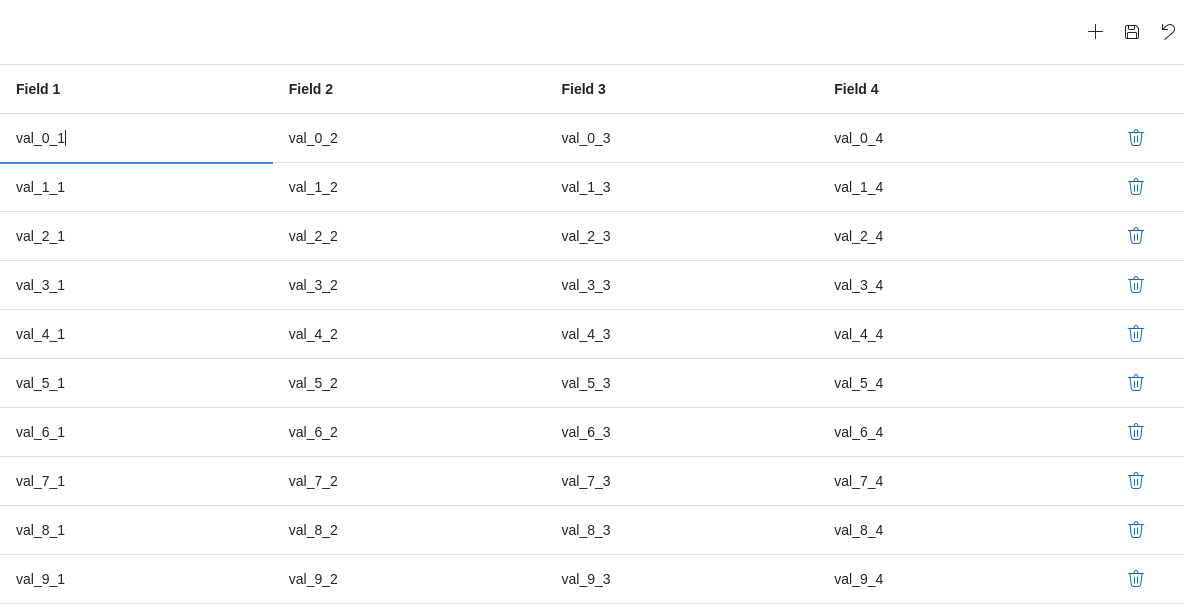 Field 1 Field 2 Field 3 Field 4
val_0_1 val_0_2 val_0_3 val_0_4
val_1_1 val_1_2 val_1_3 val_1_4
val_2_1 val_2_2 val_2_3 val_2_4
val_3_1 val_3_2 val_3_3 val_3_4
val_4_1 val_4_2 val_4_3 val_4_4
val_5_1 val_5_2 val_5_3 val_5_4
val_6_1 val_6_2 val_6_3 val_6_4
val_7_1 val_7_2 val_7_3 val_7_4
val_8_1 val_8_2 val_8_3 val_8_4
val_9_1 val_9_2 val_9_3 val_9_4